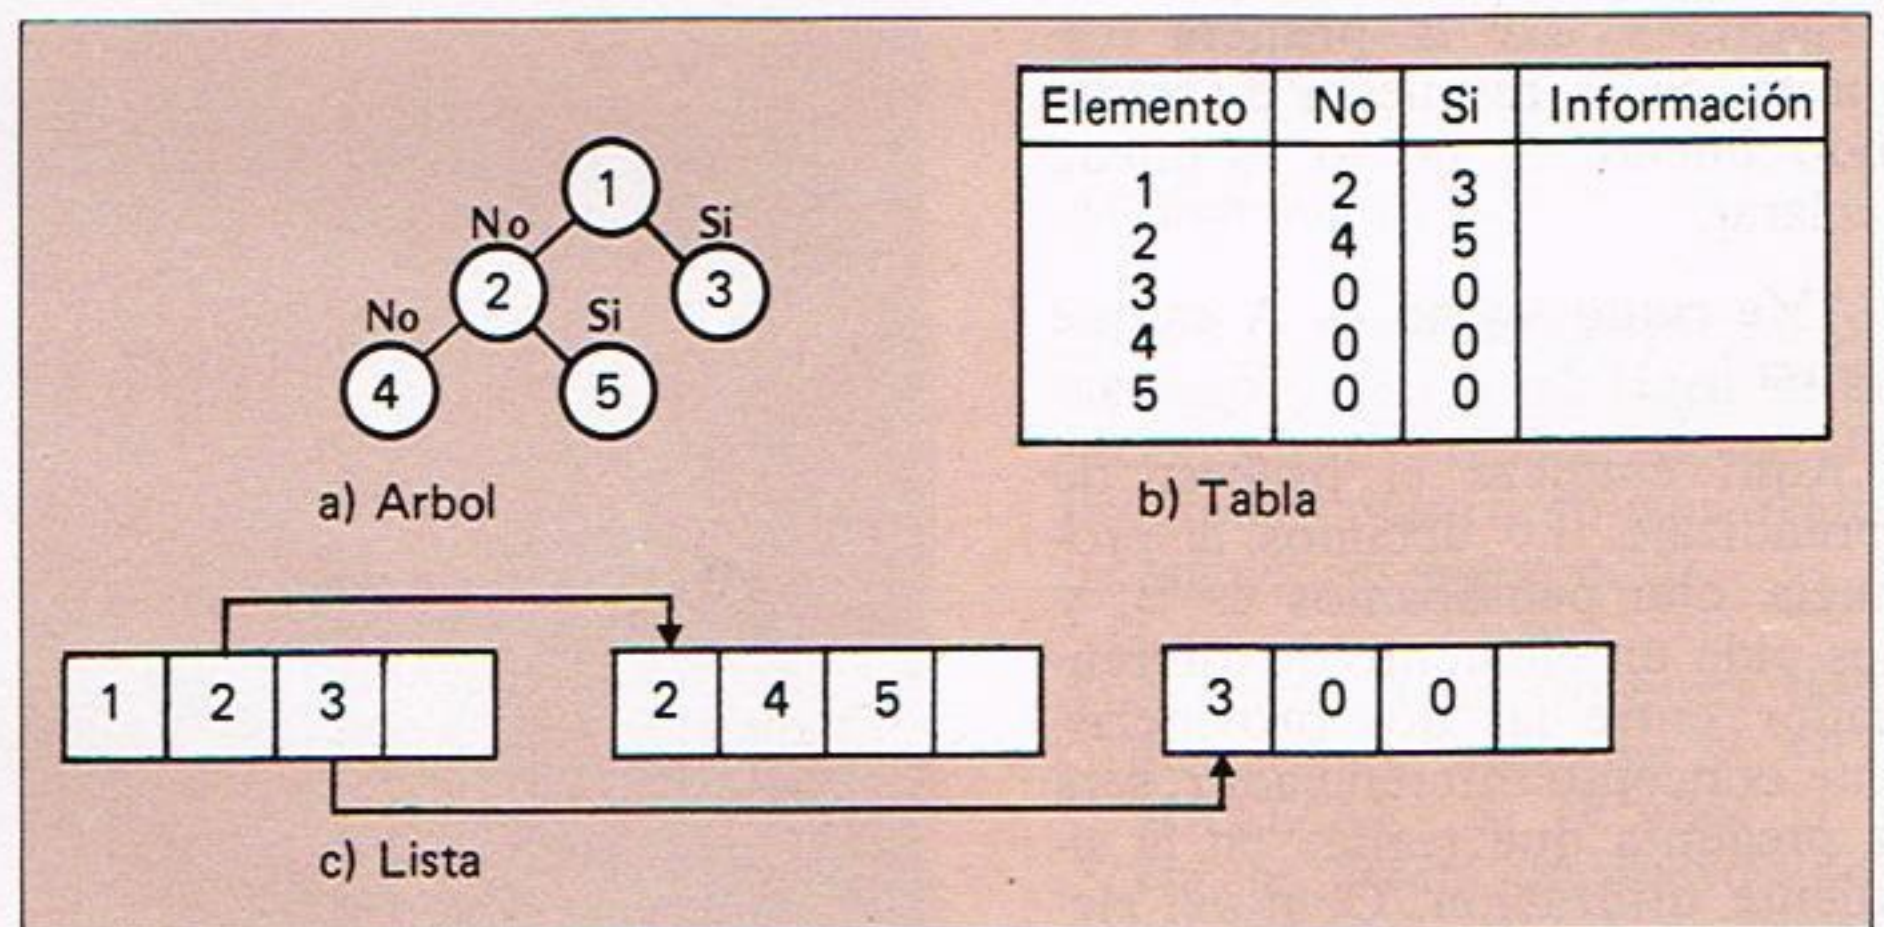 1
No Si
2 3
No Si
4 5
a) Arbol
Elemento No Si Información
1 2 3
2 4 5
3 0 0
4 0 0
5 0 0
b) Tabla
1 2 3
2 4 5
3 0 0
c) Lista